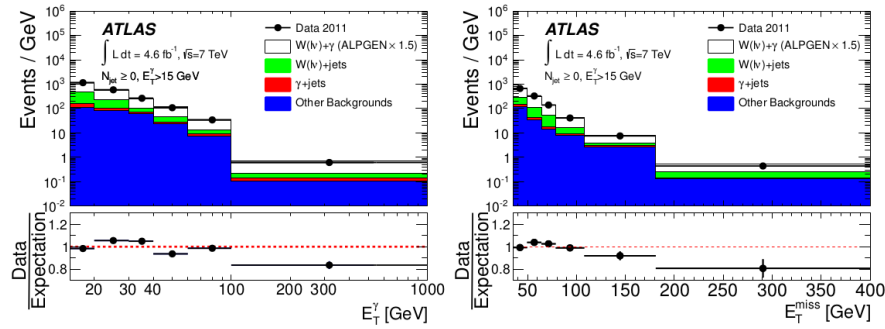 ATLAS
∫ L dt = 4.6 fb⁻¹, √s=7 TeV
N_jet ≥ 0, E_T^γ>15 GeV
Data 2011
W(lν)+γ (ALPGEN × 1.5)
W(lν)+jets
γ+jets
Other Backgrounds
Events / GeV
10⁶
10⁵
10⁴
10³
10²
10
1
10⁻¹
10⁻²
Data
Expectation
1.2
1
0.8
20 30 40 100 200 300 1000
E_T^γ [GeV]
ATLAS
∫ L dt = 4.6 fb⁻¹, √s=7 TeV
N_jet ≥ 0, E_T^γ>15 GeV
Data 2011
W(lν)+γ (ALPGEN × 1.5)
W(lν)+jets
γ+jets
Other Backgrounds
Events / GeV
10⁶
10⁵
10⁴
10³
10²
10
1
10⁻¹
10⁻²
Data
Expectation
1.2
1
0.8
50 100 150 200 250 300 350 400
E_T^miss [GeV]